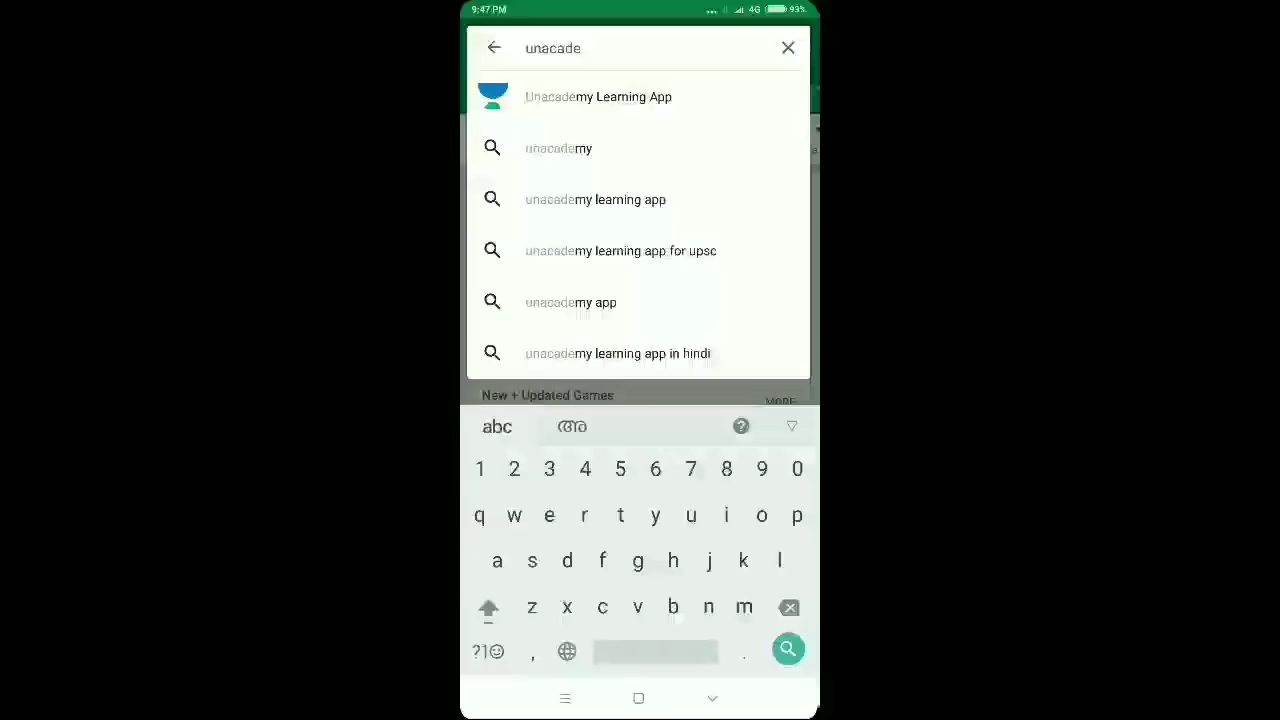 9:47 PM
4G
93%
unacade
Unacademy Learning App
unacademy
unacademy learning app
unacademy learning app for upsc
unacademy app
unacademy learning app in hindi
New + Updated Games
MORE
abc
അ
1 2 3 4 5 6 7 8 9 0
q w e r t y u i o p
a s d f g h j k l
z x c v b n m
?1☺ , .